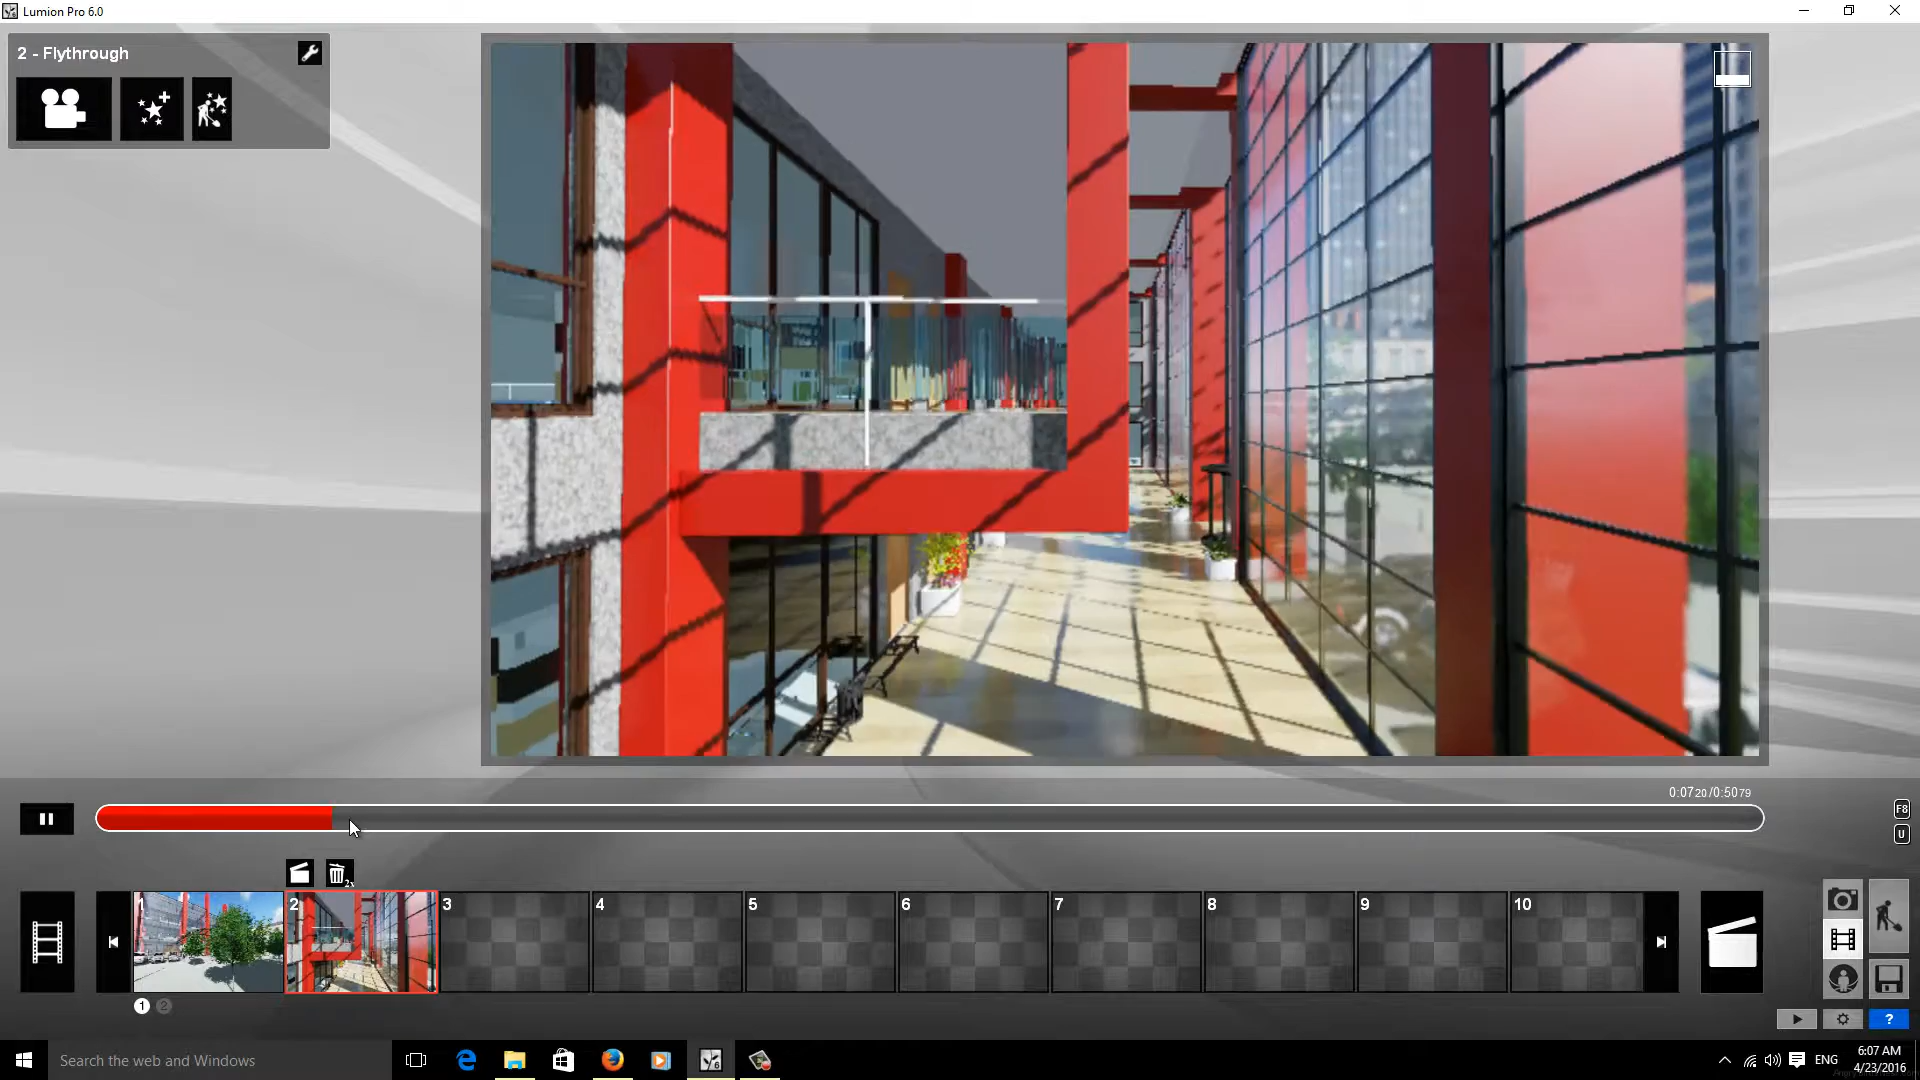 Lumion Pro 6.0
2 - Flythrough
0:0720/0:5079
F8
U
2x
1 2 3 4 5 6 7 8 9 10
1 2
?
Search the web and Windows
ENG
6:07 AM
4/23/2016